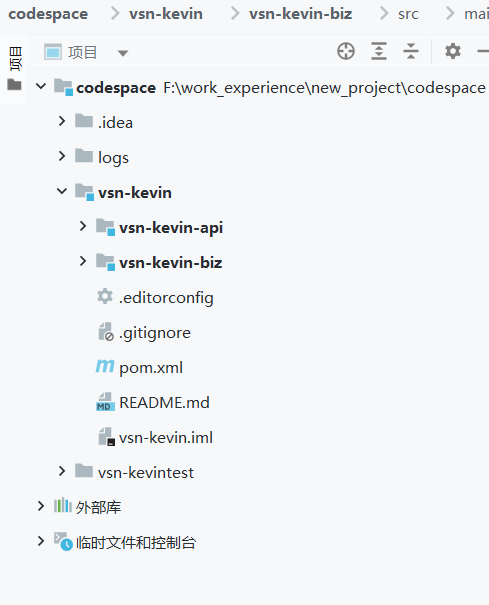 codespace vsn-kevin vsn-kevin-biz src mai
项目
项目
codespace F:\work_experience\new_project\codespace
.idea
logs
vsn-kevin
vsn-kevin-api
vsn-kevin-biz
.editorconfig
.gitignore
m pom.xml
MD README.md
vsn-kevin.iml
vsn-kevintest
外部库
临时文件和控制台